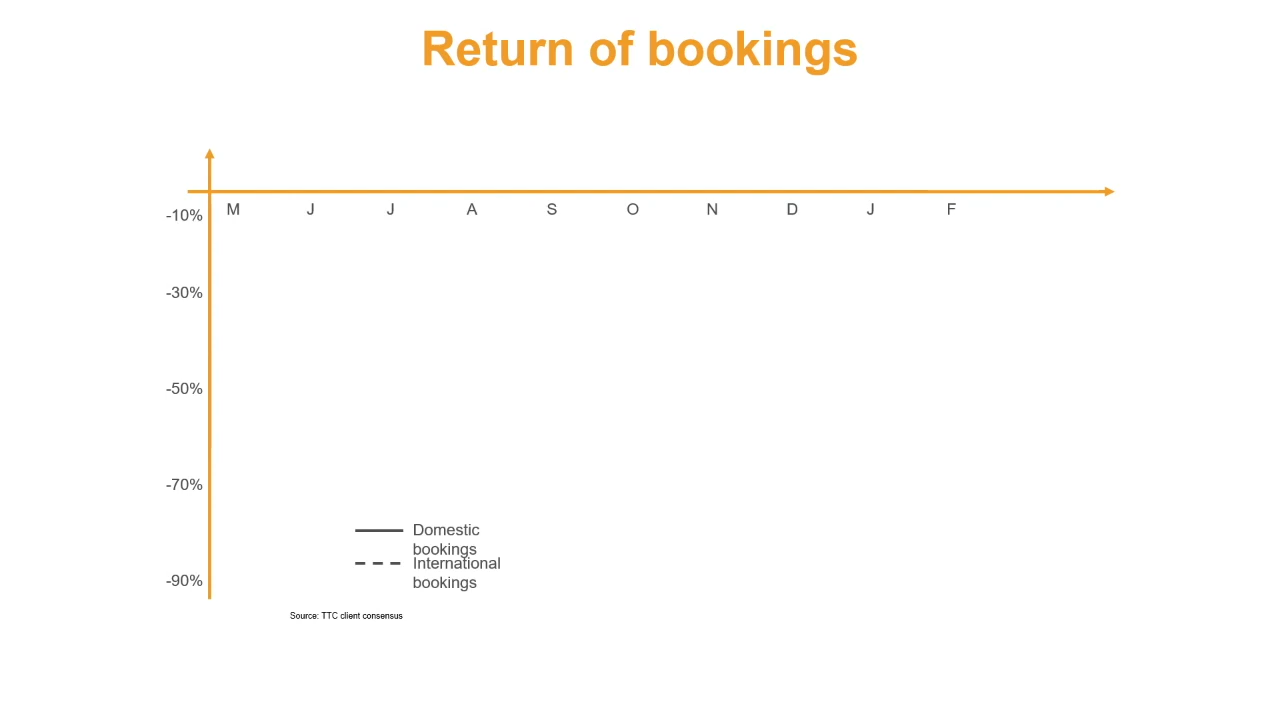 Return of bookings
-10%
M J J A S O N D J F
-30%
-50%
-70%
Domestic
bookings
International
bookings
-90%
Source: TTC client consensus